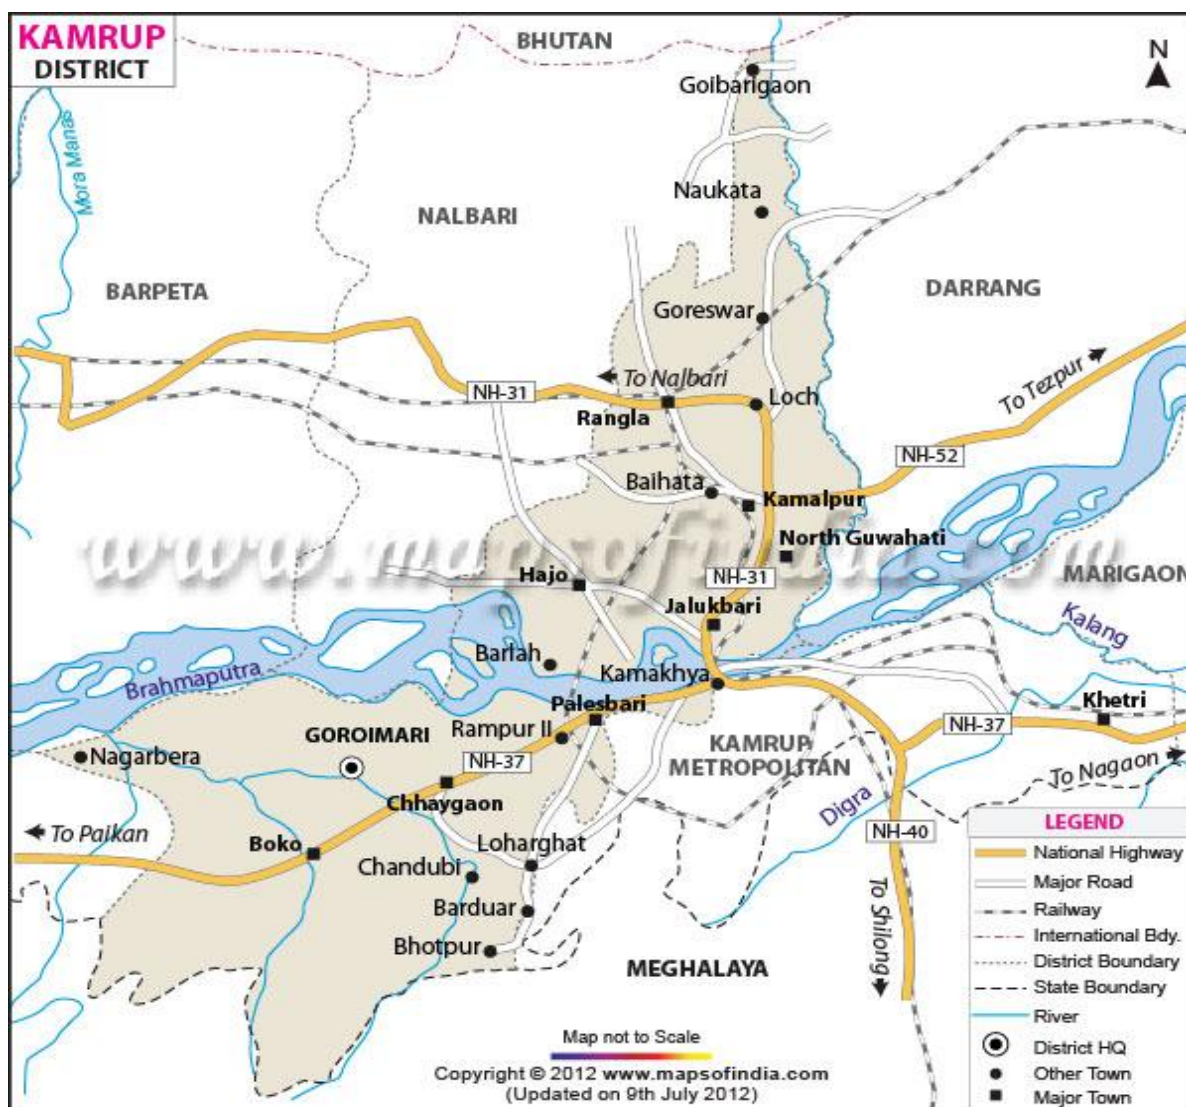 KAMRUP
DISTRICT
BHUTAN
N
Goibarigaon
Mora Manas
Naukata
NALBARI
BARPETA
DARRANG
Goreswar
To Nalbari
NH-31
Loch
Rangla
To Tezpur
NH-52
Baihata
Kamalpur
www.mapsofindia.com
North Guwahati
Hajo
NH-31
MARIGAON
Jalukbari
Kalang
Barlah
Kamakhya
Brahmaputra
Palesbari
Khetri
GOROIMARI
Rampur II
NH-37
Nagarbera
KAMRUP
METROPOLITAN
NH-37
To Nagaon
Chhaygaon
Digra
To Paikan
NH-40
Boko
Loharghat
Chandubi
To Shilong
Barduar
Bhotpur
MEGHALAYA
LEGEND
National Highway
Major Road
Railway
International Bdy.
District Boundary
State Boundary
River
District HQ
Other Town
Major Town
Map not to Scale
Copyright © 2012 www.mapsofindia.com
(Updated on 9th July 2012)